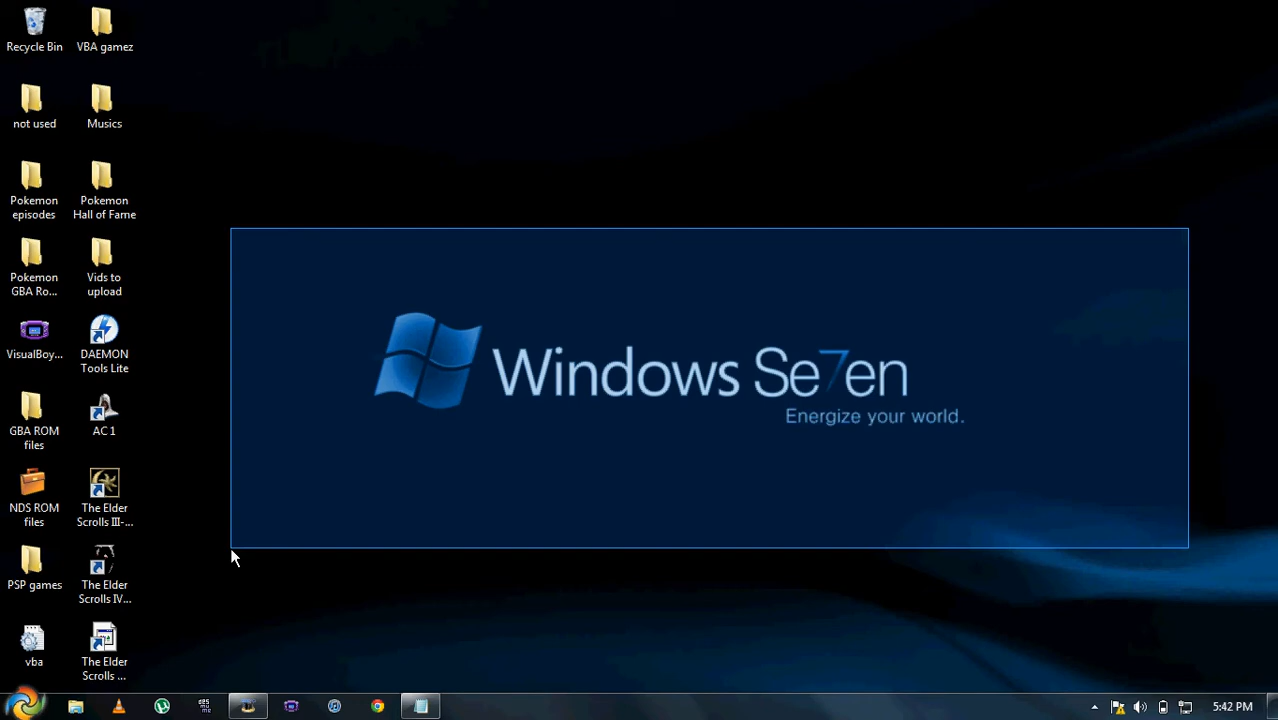 Recycle Bin
VBA gamez
not used
Musics
Pokemon
episodes
Pokemon
Hall of Fame
Pokemon
GBA Ro...
Vids to
upload
VisualBoy...
DAEMON
Tools Lite
GBA ROM
files
AC1
NDS ROM
files
The Elder
Scrolls III-...
PSP games
The Elder
Scrolls IV...
vba
The Elder
Scrolls ...
Windows Se7en
Energize your world.
5:42 PM